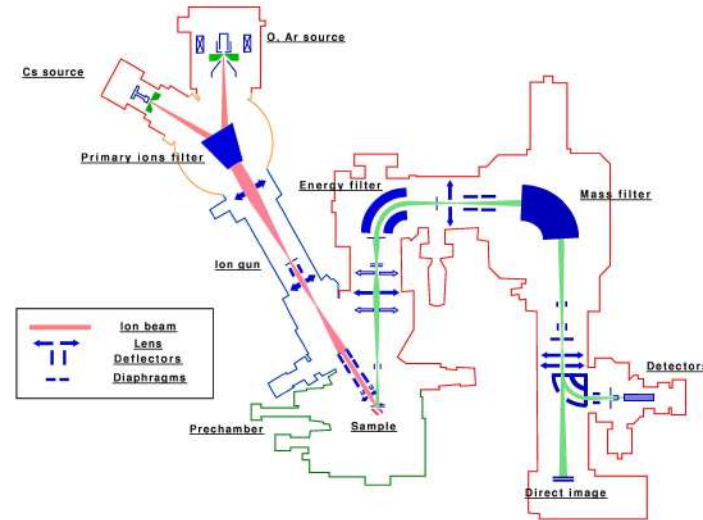 O, Ar source
Cs source
Primary ions filter
Energy filter
Mass filter
Ion gun
Ion beam
Lens
Deflectors
Diaphragms
Detectors
Prechamber
Sample
Direct image